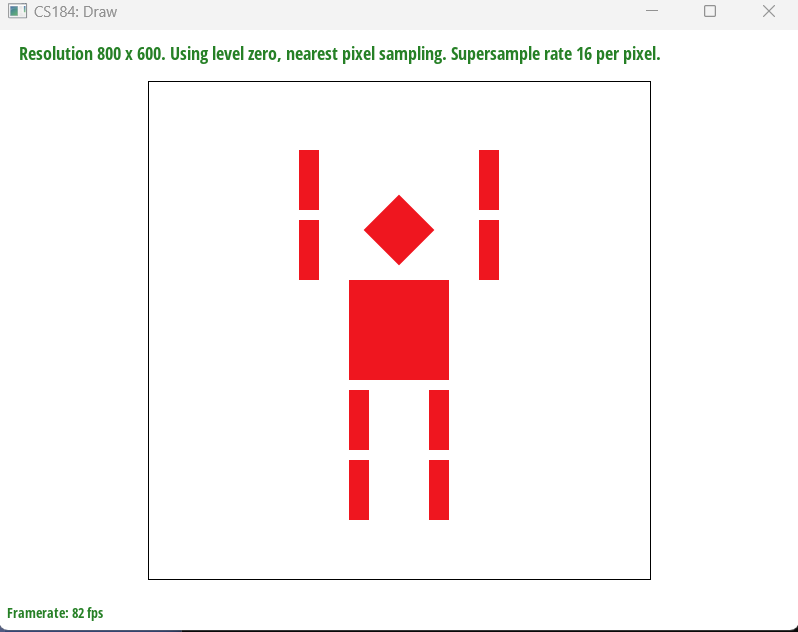 CS184: Draw
Resolution 800 x 600. Using level zero, nearest pixel sampling. Supersample rate 16 per pixel.
Framerate: 82 fps